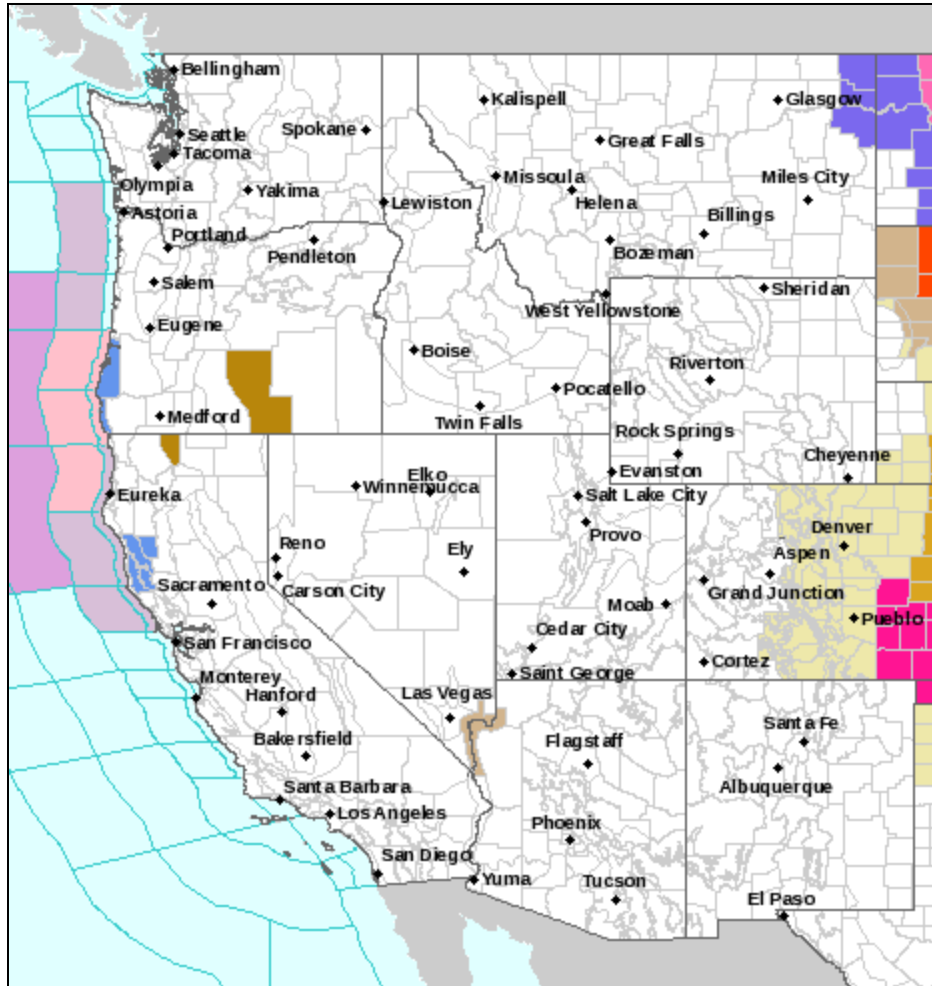 Bellingham
Kalispell
Glasgow
Seattle
Spokane
Great Falls
Tacoma
Olympia
Missoula
Miles City
Yakima
Lewiston
Helena
Astoria
Billings
Portland
Pendleton
Bozeman
Salem
Sheridan
West Yellowstone
Eugene
Boise
Riverton
Pocatello
Medford
Twin Falls
Rock Springs
Cheyenne
Elko
Evanston
Winnemucca
Eureka
Salt Lake City
Denver
Provo
Reno
Ely
Aspen
Sacramento
Carson City
Grand Junction
Moab
Pueblo
Cedar City
San Francisco
Cortez
Saint George
Monterey
Hanford
Las Vegas
Santa Fe
Bakersfield
Flagstaff
Albuquerque
Santa Barbara
Los Angeles
Phoenix
San Diego
Yuma
Tucson
El Paso